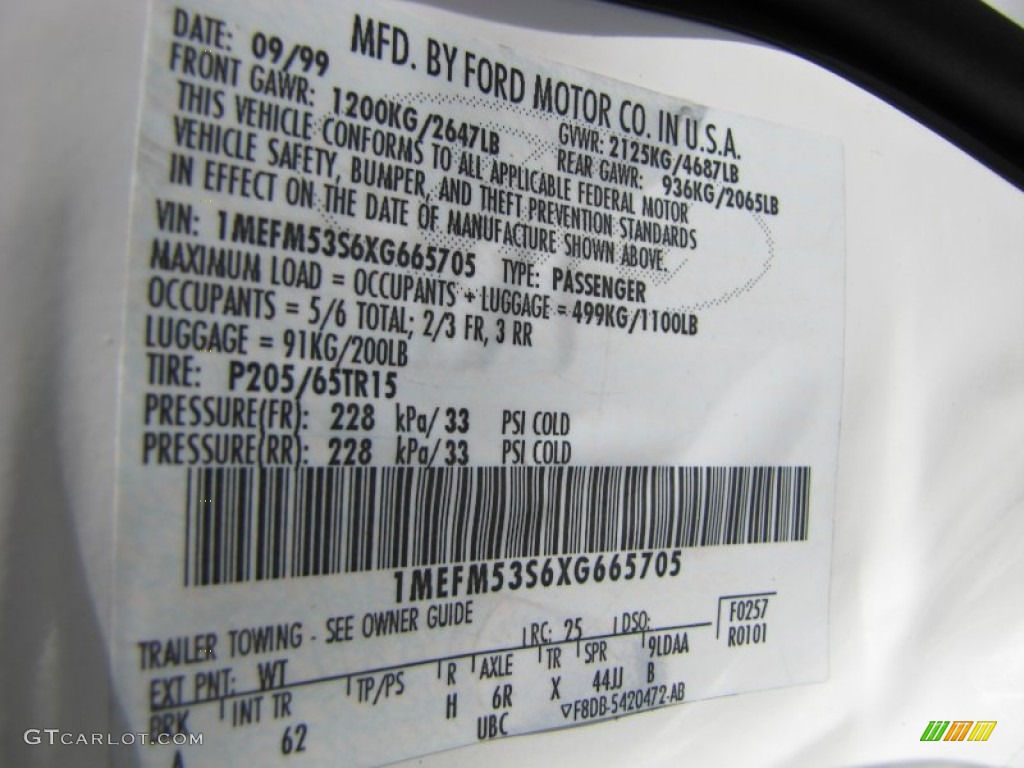 MFD. BY FORD MOTOR CO. IN U.S.A.
DATE: 09/99 GVWR: 2125KG/4687LB
FRONT GAWR: 1200KG/2647LB REAR GAWR: 936KG/2065LB
THIS VEHICLE CONFORMS TO ALL APPLICABLE FEDERAL MOTOR
VEHICLE SAFETY, BUMPER, AND THEFT PREVENTION STANDARDS
IN EFFECT ON THE DATE OF MANUFACTURE SHOWN ABOVE.
VIN: 1MEFM53S6XG665705 TYPE: PASSENGER
MAXIMUM LOAD = OCCUPANTS + LUGGAGE = 499KG/1100LB
OCCUPANTS = 5/6 TOTAL; 2/3 FR, 3 RR
LUGGAGE = 91KG/200LB
TIRE: P205/65TR15
PRESSURE(FR): 228 kPa/ 33 PSI COLD
PRESSURE(RR): 228 kPa/ 33 PSI COLD
1MEFM53S6XG665705
TRAILER TOWING - SEE OWNER GUIDE
F0257
EXT PNT: WT RC: 25 DSO: R0101
BRK INT TR TP/PS R AXLE TR SPR 9LDAA
62 H 6R X 44JJ B
UBC ▽F8DB-5420472-AB
GTCARLOT.COM